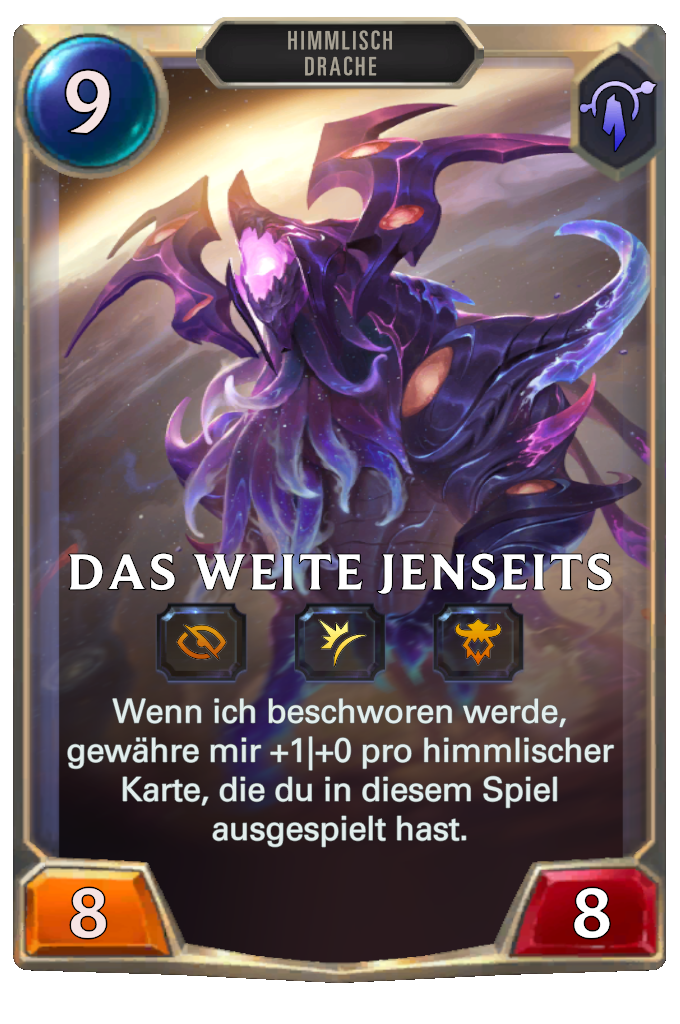 HIMMLISCH
DRACHE
9
DAS WEITE JENSEITS
Wenn ich beschworen werde,
gewähre mir +1|+0 pro himmlischer
Karte, die du in diesem Spiel
ausgespielt hast.
8
8